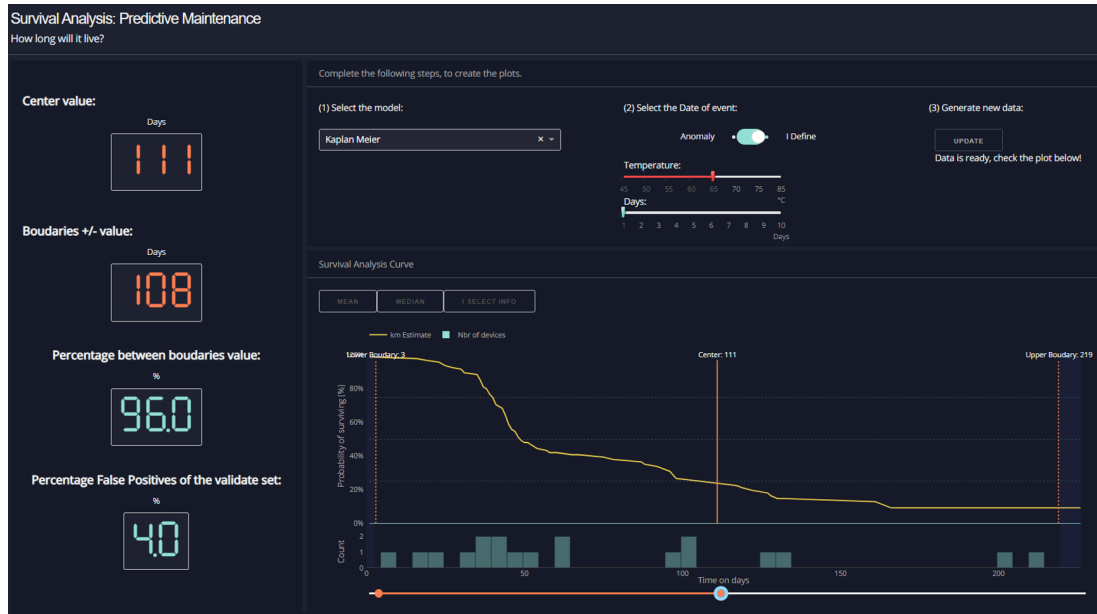 Survival Analysis: Predictive Maintenance
How long will it live?
Center value:
Days
111
Boudaries +/- value:
Days
108
Percentage between boudaries value:
%
96.0
Percentage False Positives of the validate set:
%
4.0
Complete the following steps, to create the plots.
(1) Select the model:
Kaplan Meier
×
(2) Select the Date of event:
Anomaly
I Define
Temperature:
45 50 55 60 65 70 75 85
°C
Days:
1 2 3 4 5 6 7 8 9 10
Days
(3) Generate new data:
UPDATE
Data is ready, check the plot below!
Survival Analysis Curve
MEAN MEDIAN I SELECT INFO
km Estimate Nbr of devices
Lower Boudary: 3 Center: 111 Upper Boudary: 219
Probability of surviving (%)
80%
60%
40%
20%
0%
Count
2
1
0
0 50 100 150 200
Time on days